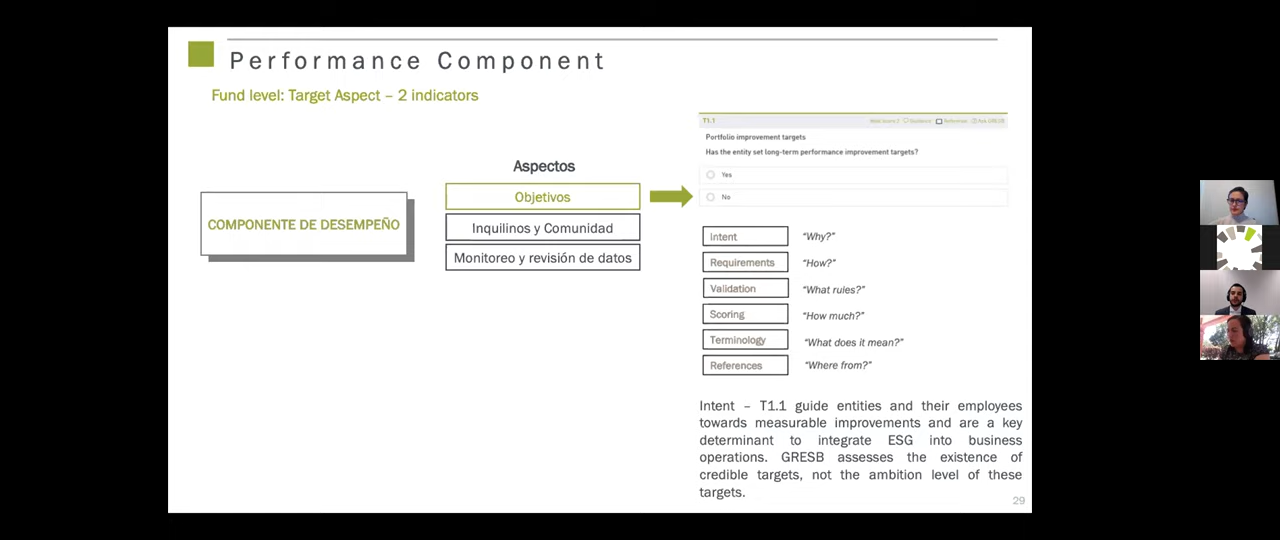 Performance Component
Fund level: Target Aspect – 2 indicators
COMPONENTE DE DESEMPEÑO
Aspectos
Objetivos
Inquilinos y Comunidad
Monitoreo y revisión de datos
T1.1
Portfolio improvement targets
Has the entity set long-term performance improvement targets?
Yes
No
Intent “Why?”
Requirements “How?”
Validation “What rules?”
Scoring “How much?”
Terminology “What does it mean?”
References “Where from?”
Intent – T1.1 guide entities and their employees
towards measurable improvements and are a key
determinant to integrate ESG into business
operations. GRESB assesses the existence of
credible targets, not the ambition level of these
targets.
29